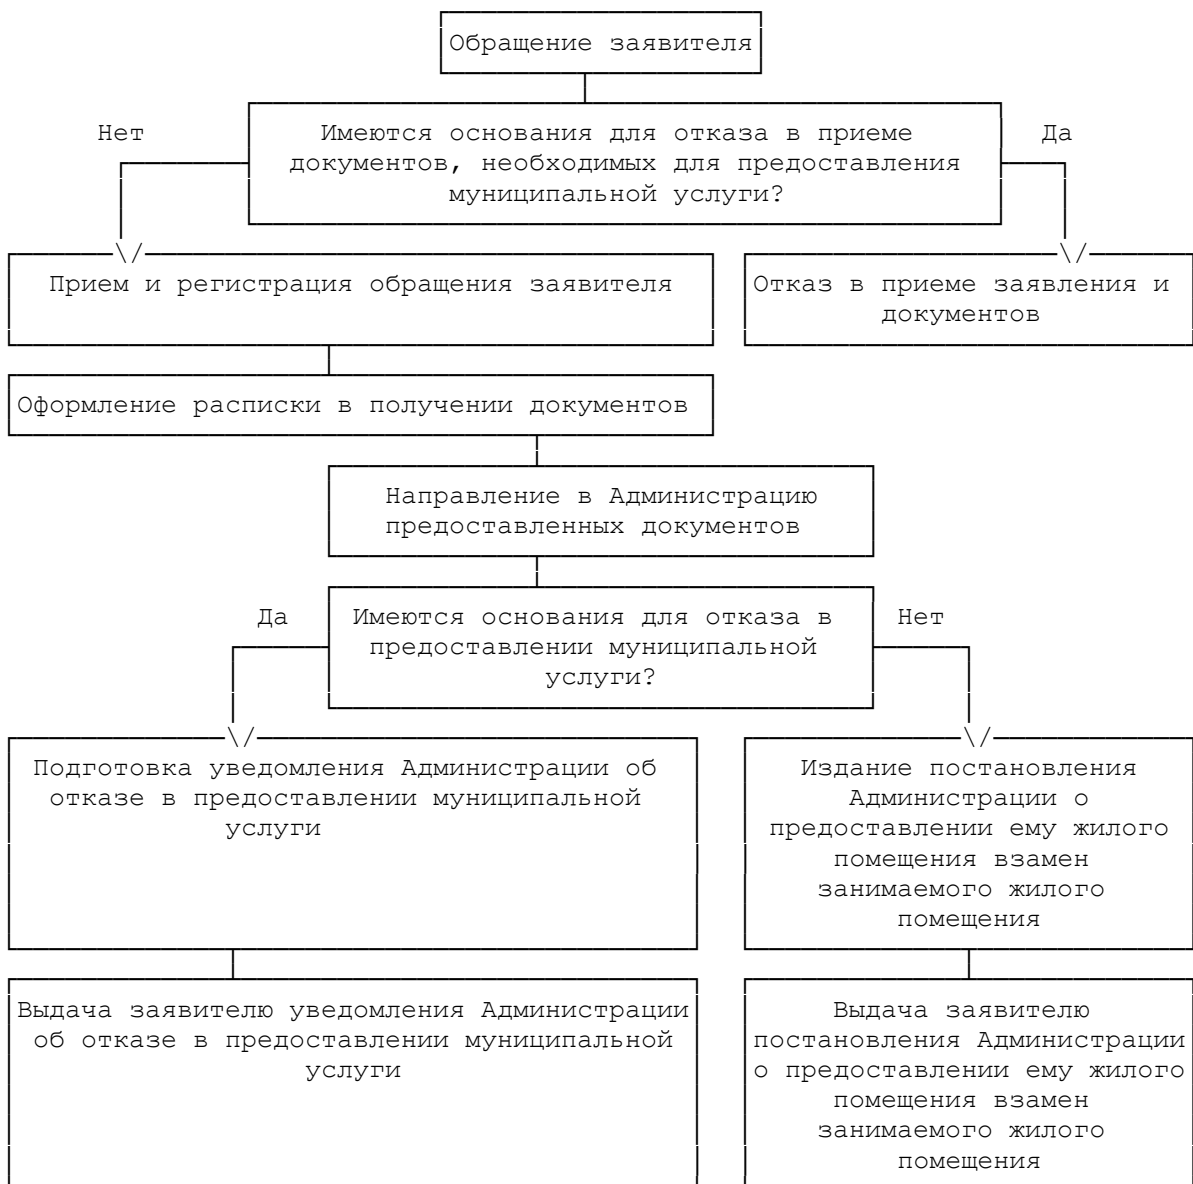 Обращение заявителя
Нет
Имеются основания для отказа в приеме
документов, необходимых для предоставления
муниципальной услуги?
Да
Прием и регистрация обращения заявителя
Отказ в приеме заявления и
документов
Оформление расписки в получении документов
Направление в Администрацию
предоставленных документов
Да
Имеются основания для отказа в
предоставлении муниципальной
услуги?
Нет
Подготовка уведомления Администрации об
отказе в предоставлении муниципальной
услуги
Издание постановления
Администрации о
предоставлении ему жилого
помещения взамен
занимаемого жилого
помещения
Выдача заявителю уведомления Администрации
об отказе в предоставлении муниципальной
услуги
Выдача заявителю
постановления Администрации
о предоставлении ему жилого
помещения взамен
занимаемого жилого
помещения